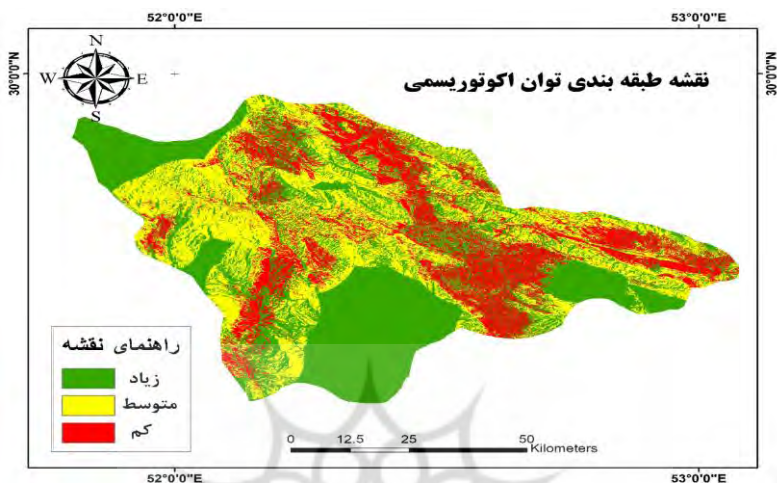 52°0'0"E 53°0'0"E
30°0'0"N 30°0'0"N
N
W E
S
نقشه طبقه بندی توان اکوتوریسمی
راهنمای نقشه
زیاد
متوسط
کم
0 12.5 25 50
Kilometers
52°0'0"E 53°0'0"E